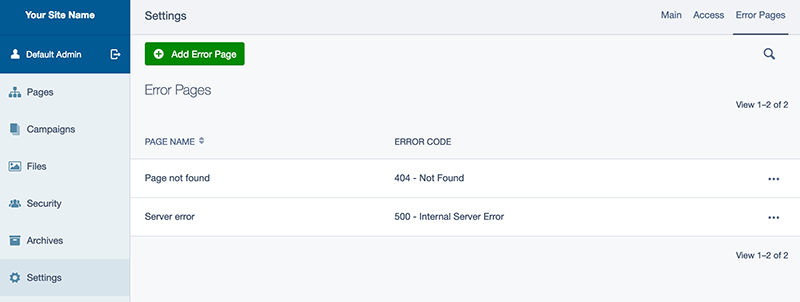 Your Site Name
Settings
Main Access Error Pages
Default Admin
Add Error Page
Pages
Campaigns
Files
Security
Archives
Settings
Error Pages
View 1–2 of 2
PAGE NAME ERROR CODE
Page not found 404 - Not Found
Server error 500 - Internal Server Error
View 1–2 of 2